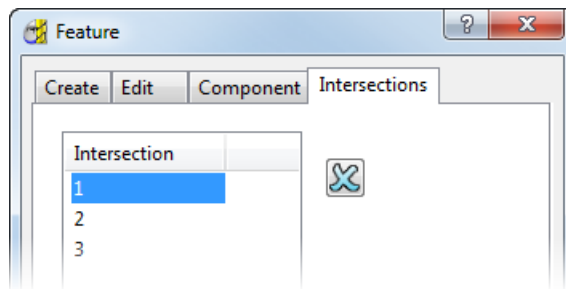 Feature
Create Edit Component Intersections
Intersection
1
2
3